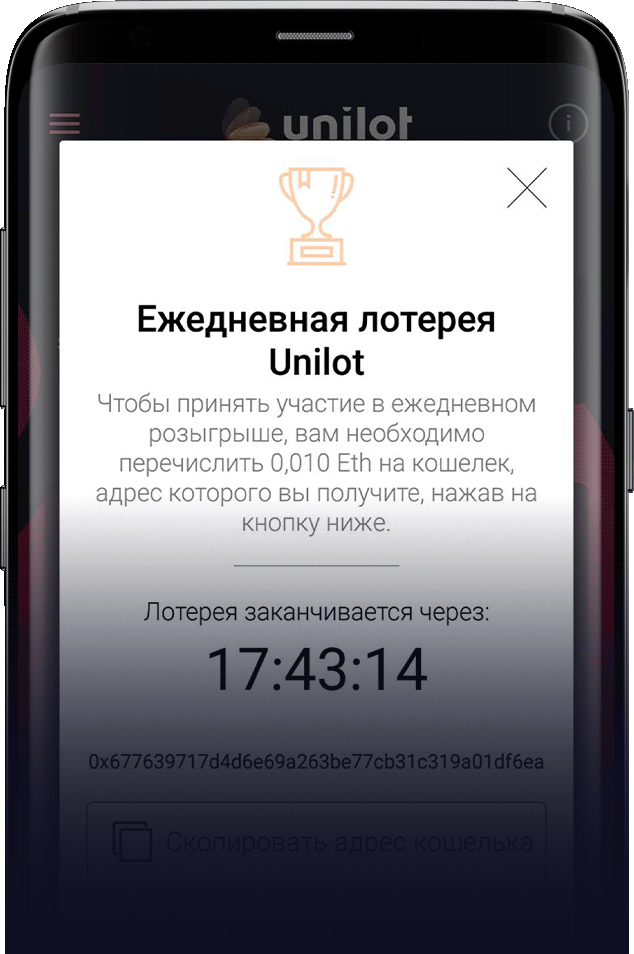 unilot
Ежедневная лотерея
Unilot
Чтобы принять участие в ежедневном
розыгрыше, вам необходимо
перечислить 0,010 Eth на кошелек,
адрес которого вы получите, нажав на
кнопку ниже.
Лотерея заканчивается через:
17:43:14
0x677639717d4d6e69a263be77cb31c319a01df6ea
Скопировать адрес кошелька